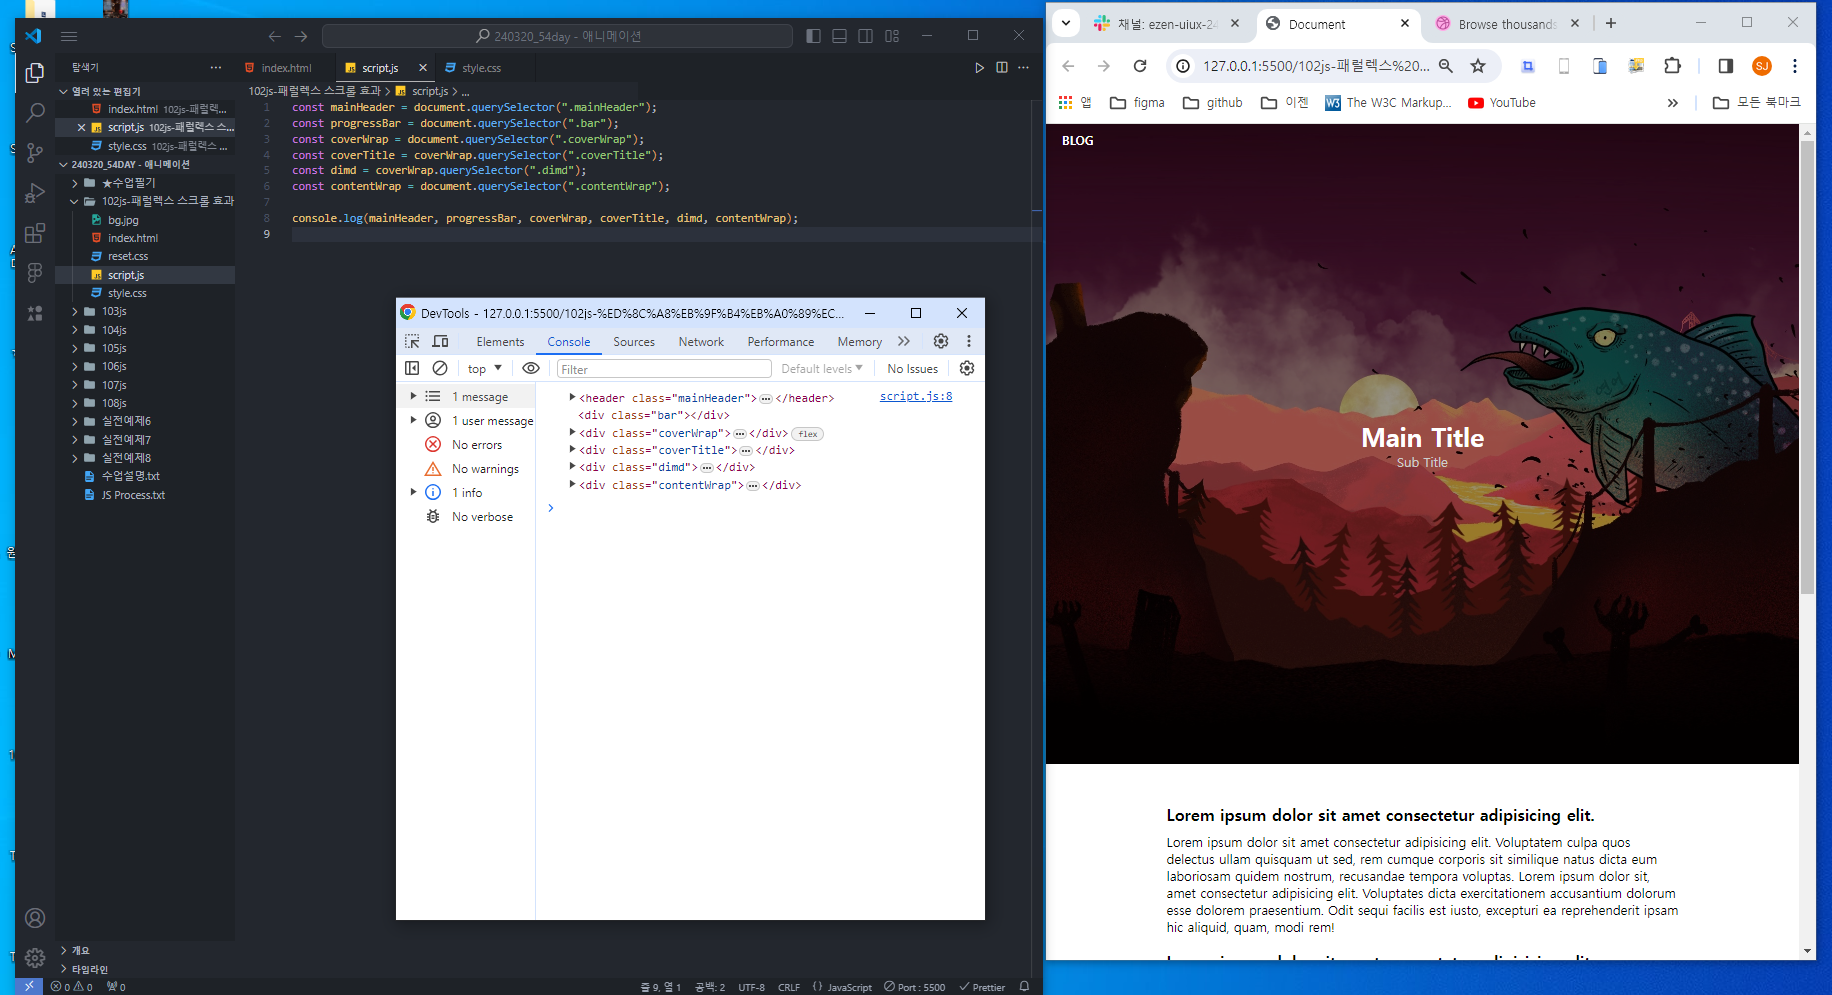 240320_54day - 애니메이션
탐색기
index.html
script.js
style.css
열려 있는 편집기
102js-패럴렉스 스크롤 효과 > script.js > ...
index.html 102js-패럴렉...
script.js 102js-패럴렉스 스...
style.css 102js-패럴렉스 ...
240320_54DAY - 애니메이션
★수업필기
102js-패럴렉스 스크롤 효과
bg.jpg
index.html
reset.css
script.js
style.css
103js
104js
105js
106js
107js
108js
실전예제6
실전예제7
실전예제8
수업설명.txt
JS Process.txt
개요
타임라인
1 const mainHeader = document.querySelector(".mainHeader");
2 const progressBar = document.querySelector(".bar");
3 const coverWrap = document.querySelector(".coverWrap");
4 const coverTitle = coverWrap.querySelector(".coverTitle");
5 const dimd = coverWrap.querySelector(".dimd");
6 const contentWrap = document.querySelector(".contentWrap");
7
8 console.log(mainHeader, progressBar, coverWrap, coverTitle, dimd, contentWrap);
9
DevTools - 127.0.0.1:5500/102js-%ED%8C%A8%EB%9F%B4%EB%A0%89%EC...
Elements Console Sources Network Performance Memory
top Filter Default levels No Issues
1 message
1 user message
No errors
No warnings
1 info
No verbose
<header class="mainHeader">…</header> script.js:8
<div class="bar"></div>
<div class="coverWrap">…</div> flex
<div class="coverTitle">…</div>
<div class="dimd">…</div>
<div class="contentWrap">…</div>
0 0 0 줄 9, 열 1 공백: 2 UTF-8 CRLF {} JavaScript Port : 5500 Prettier
채널: ezen-uiux-24 Document Browse thousands
127.0.0.1:5500/102js-패럴렉스%20... SJ
앱 figma github 이젠 W3 The W3C Markup... YouTube 모든 북마크
BLOG
Main Title
Sub Title
Lorem ipsum dolor sit amet consectetur adipisicing elit.
Lorem ipsum dolor sit amet consectetur adipisicing elit. Voluptatem culpa quos
delectus ullam quisquam ut sed, rem cumque corporis sit similique natus dicta eum
laboriosam quidem nostrum, recusandae tempora voluptas. Lorem ipsum dolor sit,
amet consectetur adipisicing elit. Voluptates dicta exercitationem accusantium dolorum
esse dolorem praesentium. Odit sequi facilis est iusto, excepturi ea reprehenderit ipsam
hic aliquid, quam, modi rem!